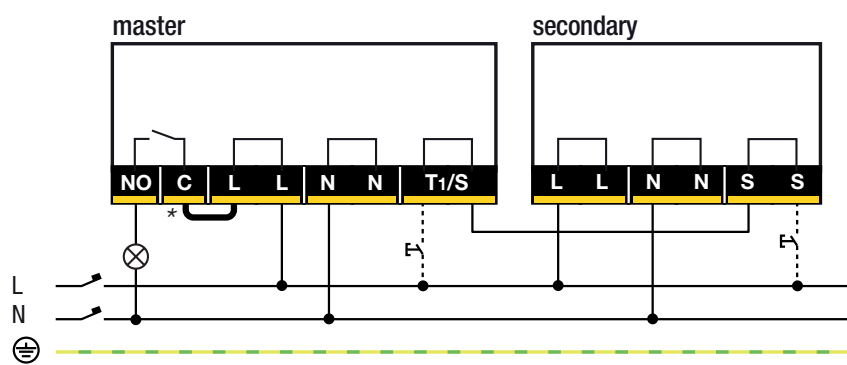 master secondary
NO C L L N N T1/S L L N N S S
*
L
N